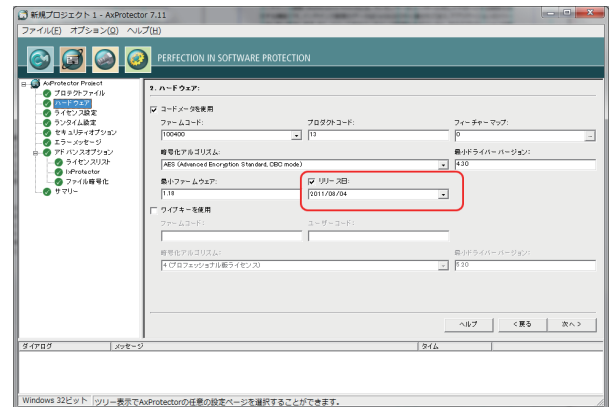 新規プロジェクト 1 - AxProtector 7.11
ファイル(F) オプション(O) ヘルプ(H)
PERFECTION IN SOFTWARE PROTECTION
AxProtector Project
プロテクトファイル
ハードウェア
ライセンス設定
ランタイム設定
セキュリティオプション
エラーメッセージ
アドバンスオプション
ライセンスリスト
IxProtector
ファイル暗号化
サマリー
2. ハードウェア:
コードメータを使用
ファームコード: プロダクトコード: フィーチャーマップ:
100400 13 0
暗号化アルゴリズム: 最小ドライバーバージョン:
AES (Advanced Encryption Standard, CBC mode) 4.30
最小ファームウェア: リリース日:
1.18 2011/08/04
ワイブキーを使用
ファームコード: ユーザーコード:
暗号化アルゴリズム: 最小ドライバーバージョン:
4 (プロフェッショナル版ライセンス) 5.20
ヘルプ <戻る 次へ>
ダイアログ メッセージ タイム
Windows 32ビット ツリー表示でAxProtectorの任意の設定ページを選択することができます。